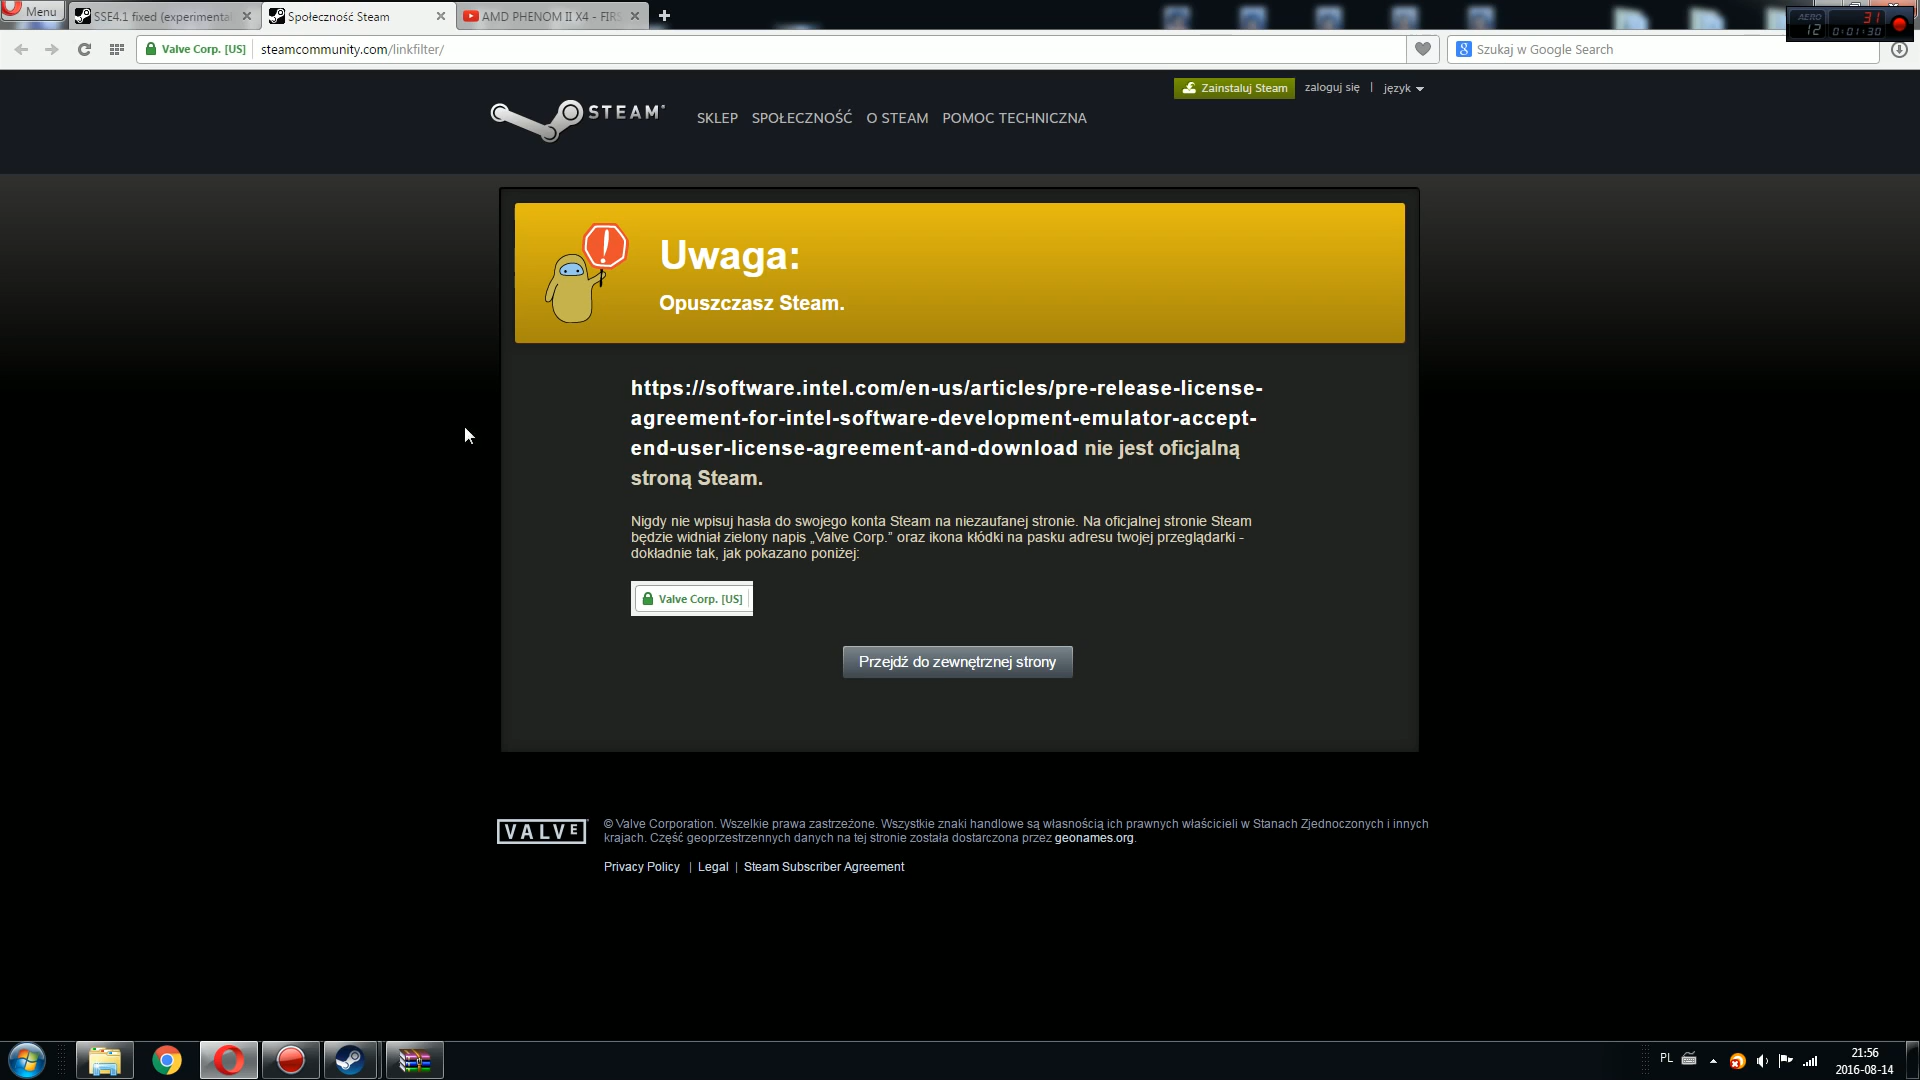 Menu
SSE4.1 fixed (experimental
Społeczność Steam
AMD PHENOM II X4 - FIRS
AERO
12
31
0:01:30
Valve Corp. [US]
steamcommunity.com/linkfilter/
Szukaj w Google Search
Zainstaluj Steam
zaloguj się
|
język
STEAM
SKLEP
SPOŁECZNOŚĆ
O STEAM
POMOC TECHNICZNA
Uwaga:
Opuszczasz Steam.
https://software.intel.com/en-us/articles/pre-release-license-
agreement-for-intel-software-development-emulator-accept-
end-user-license-agreement-and-download nie jest oficjalną
stroną Steam.
Nigdy nie wpisuj hasła do swojego konta Steam na niezaufanej stronie. Na oficjalnej stronie Steam
będzie widniał zielony napis „Valve Corp.” oraz ikona kłódki na pasku adresu twojej przeglądarki -
dokładnie tak, jak pokazano poniżej:
Valve Corp. [US]
Przejdź do zewnętrznej strony
VALVE
© Valve Corporation. Wszelkie prawa zastrzeżone. Wszystkie znaki handlowe są własnością ich prawnych właścicieli w Stanach Zjednoczonych i innych
krajach. Część geoprzestrzennych danych na tej stronie została dostarczona przez geonames.org.
Privacy Policy | Legal | Steam Subscriber Agreement
PL
21:56
2016-08-14